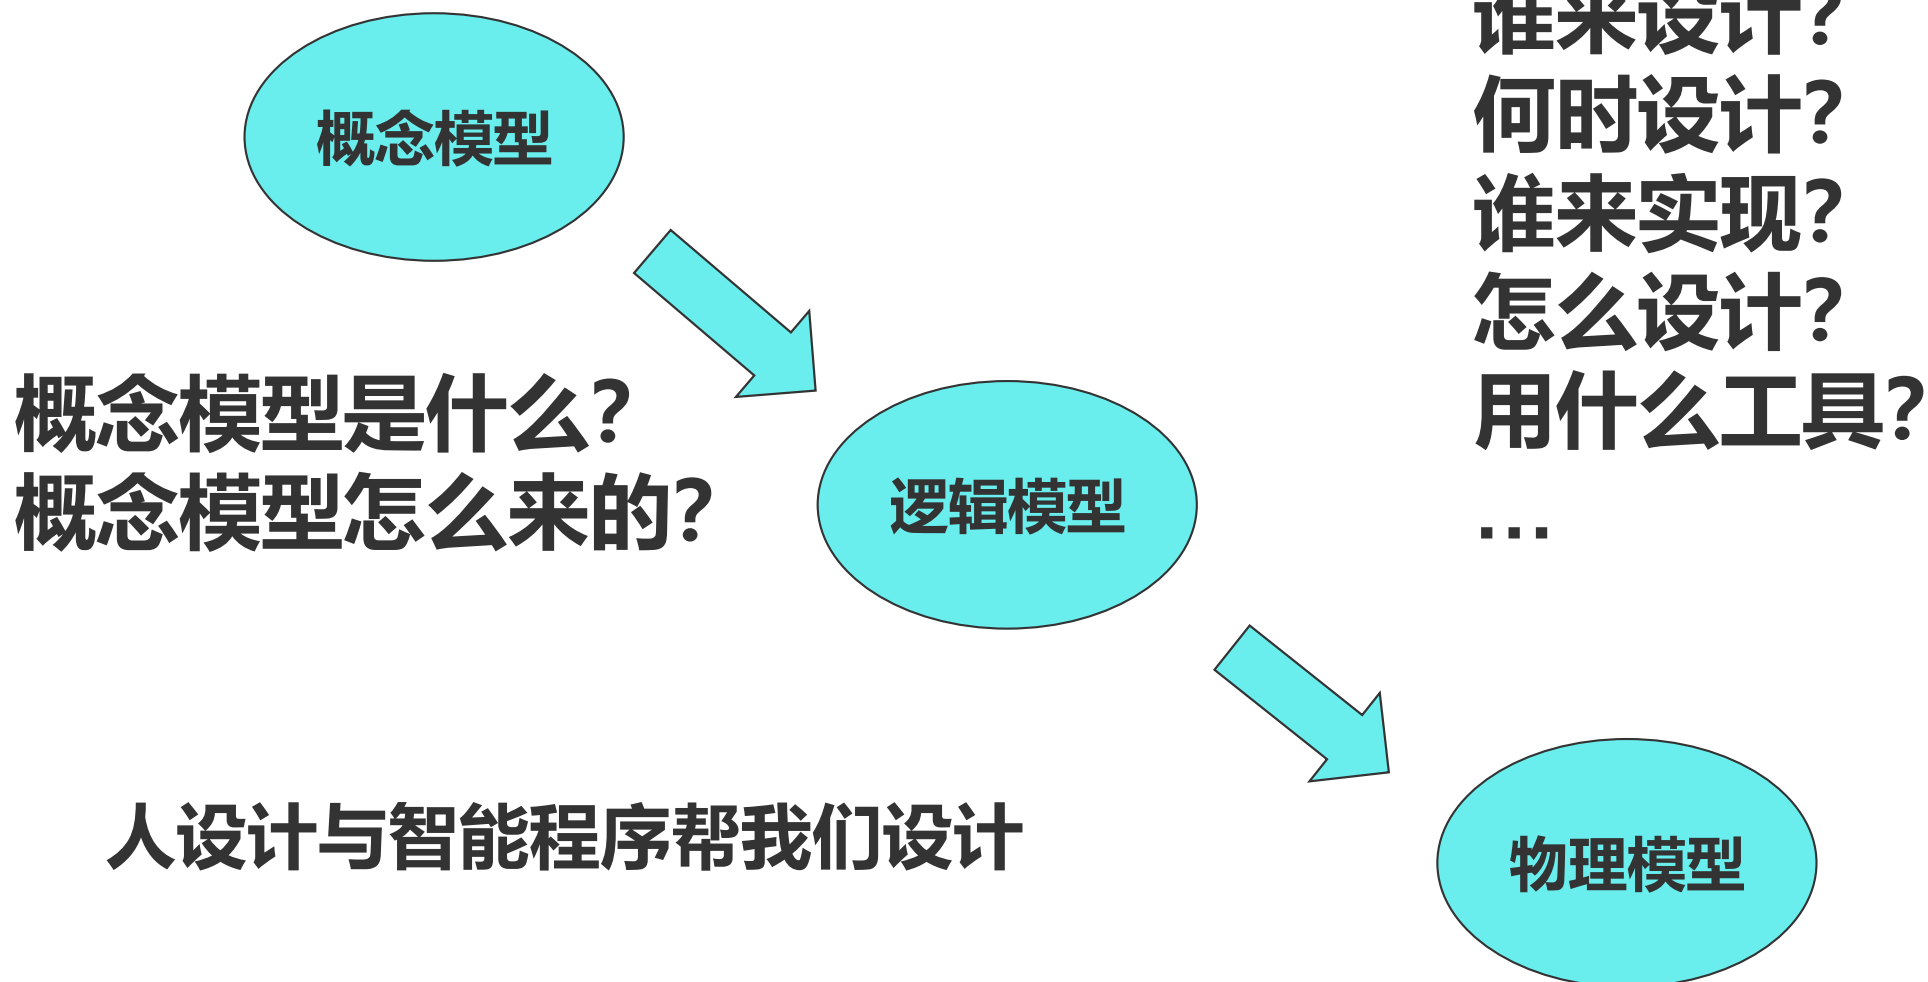 概念模型
谁来设计？
何时设计？
谁来实现？
怎么设计？
用什么工具？
…
概念模型是什么？
概念模型怎么来的？
逻辑模型
人设计与智能程序帮我们设计
物理模型